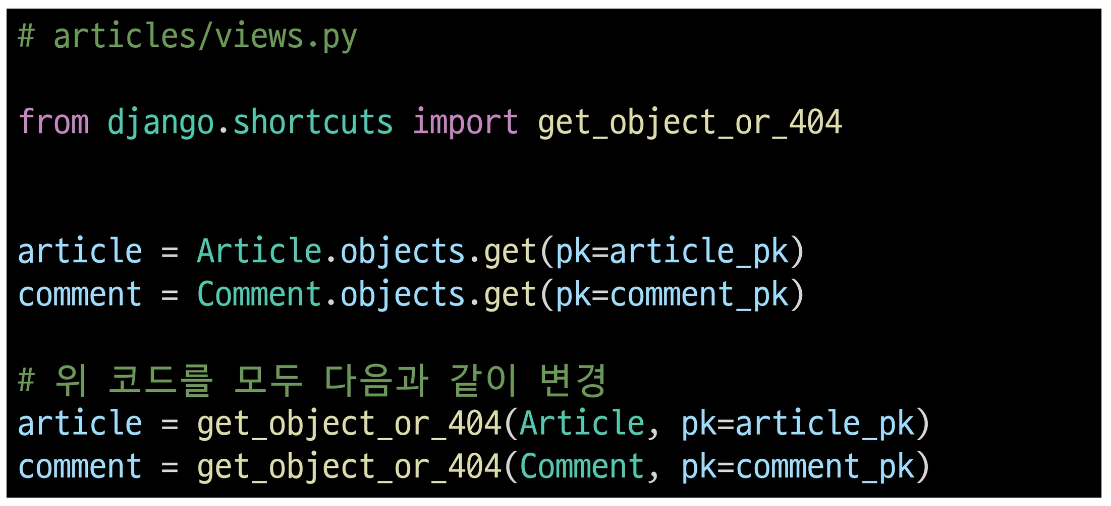 # articles/views.py
from django.shortcuts import get_object_or_404
article = Article.objects.get(pk=article_pk)
comment = Comment.objects.get(pk=comment_pk)
# 위 코드를 모두 다음과 같이 변경
article = get_object_or_404(Article, pk=article_pk)
comment = get_object_or_404(Comment, pk=comment_pk)